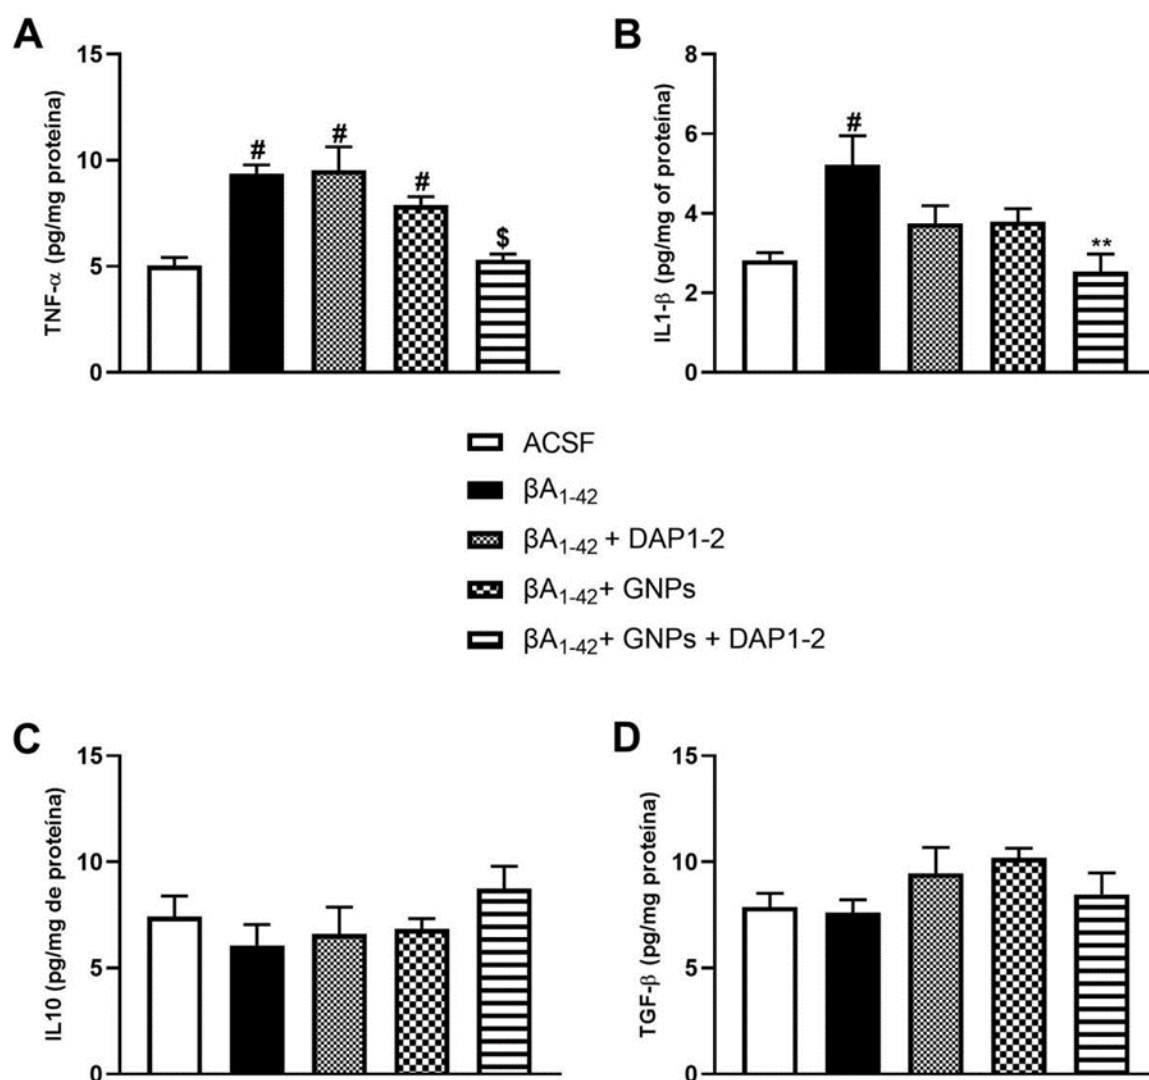 A
B
15
10
5
0
TNF-α (pg/mg proteína)
#
#
#
$
8
6
4
2
0
IL1-β (pg/mg of proteína)
#
**
ACSF
βA1-42
βA1-42 + DAP1-2
βA1-42+ GNPs
βA1-42+ GNPs + DAP1-2
C
D
15
10
5
0
IL10 (pg/mg de proteína)
15
10
5
0
TGF-β (pg/mg proteína)